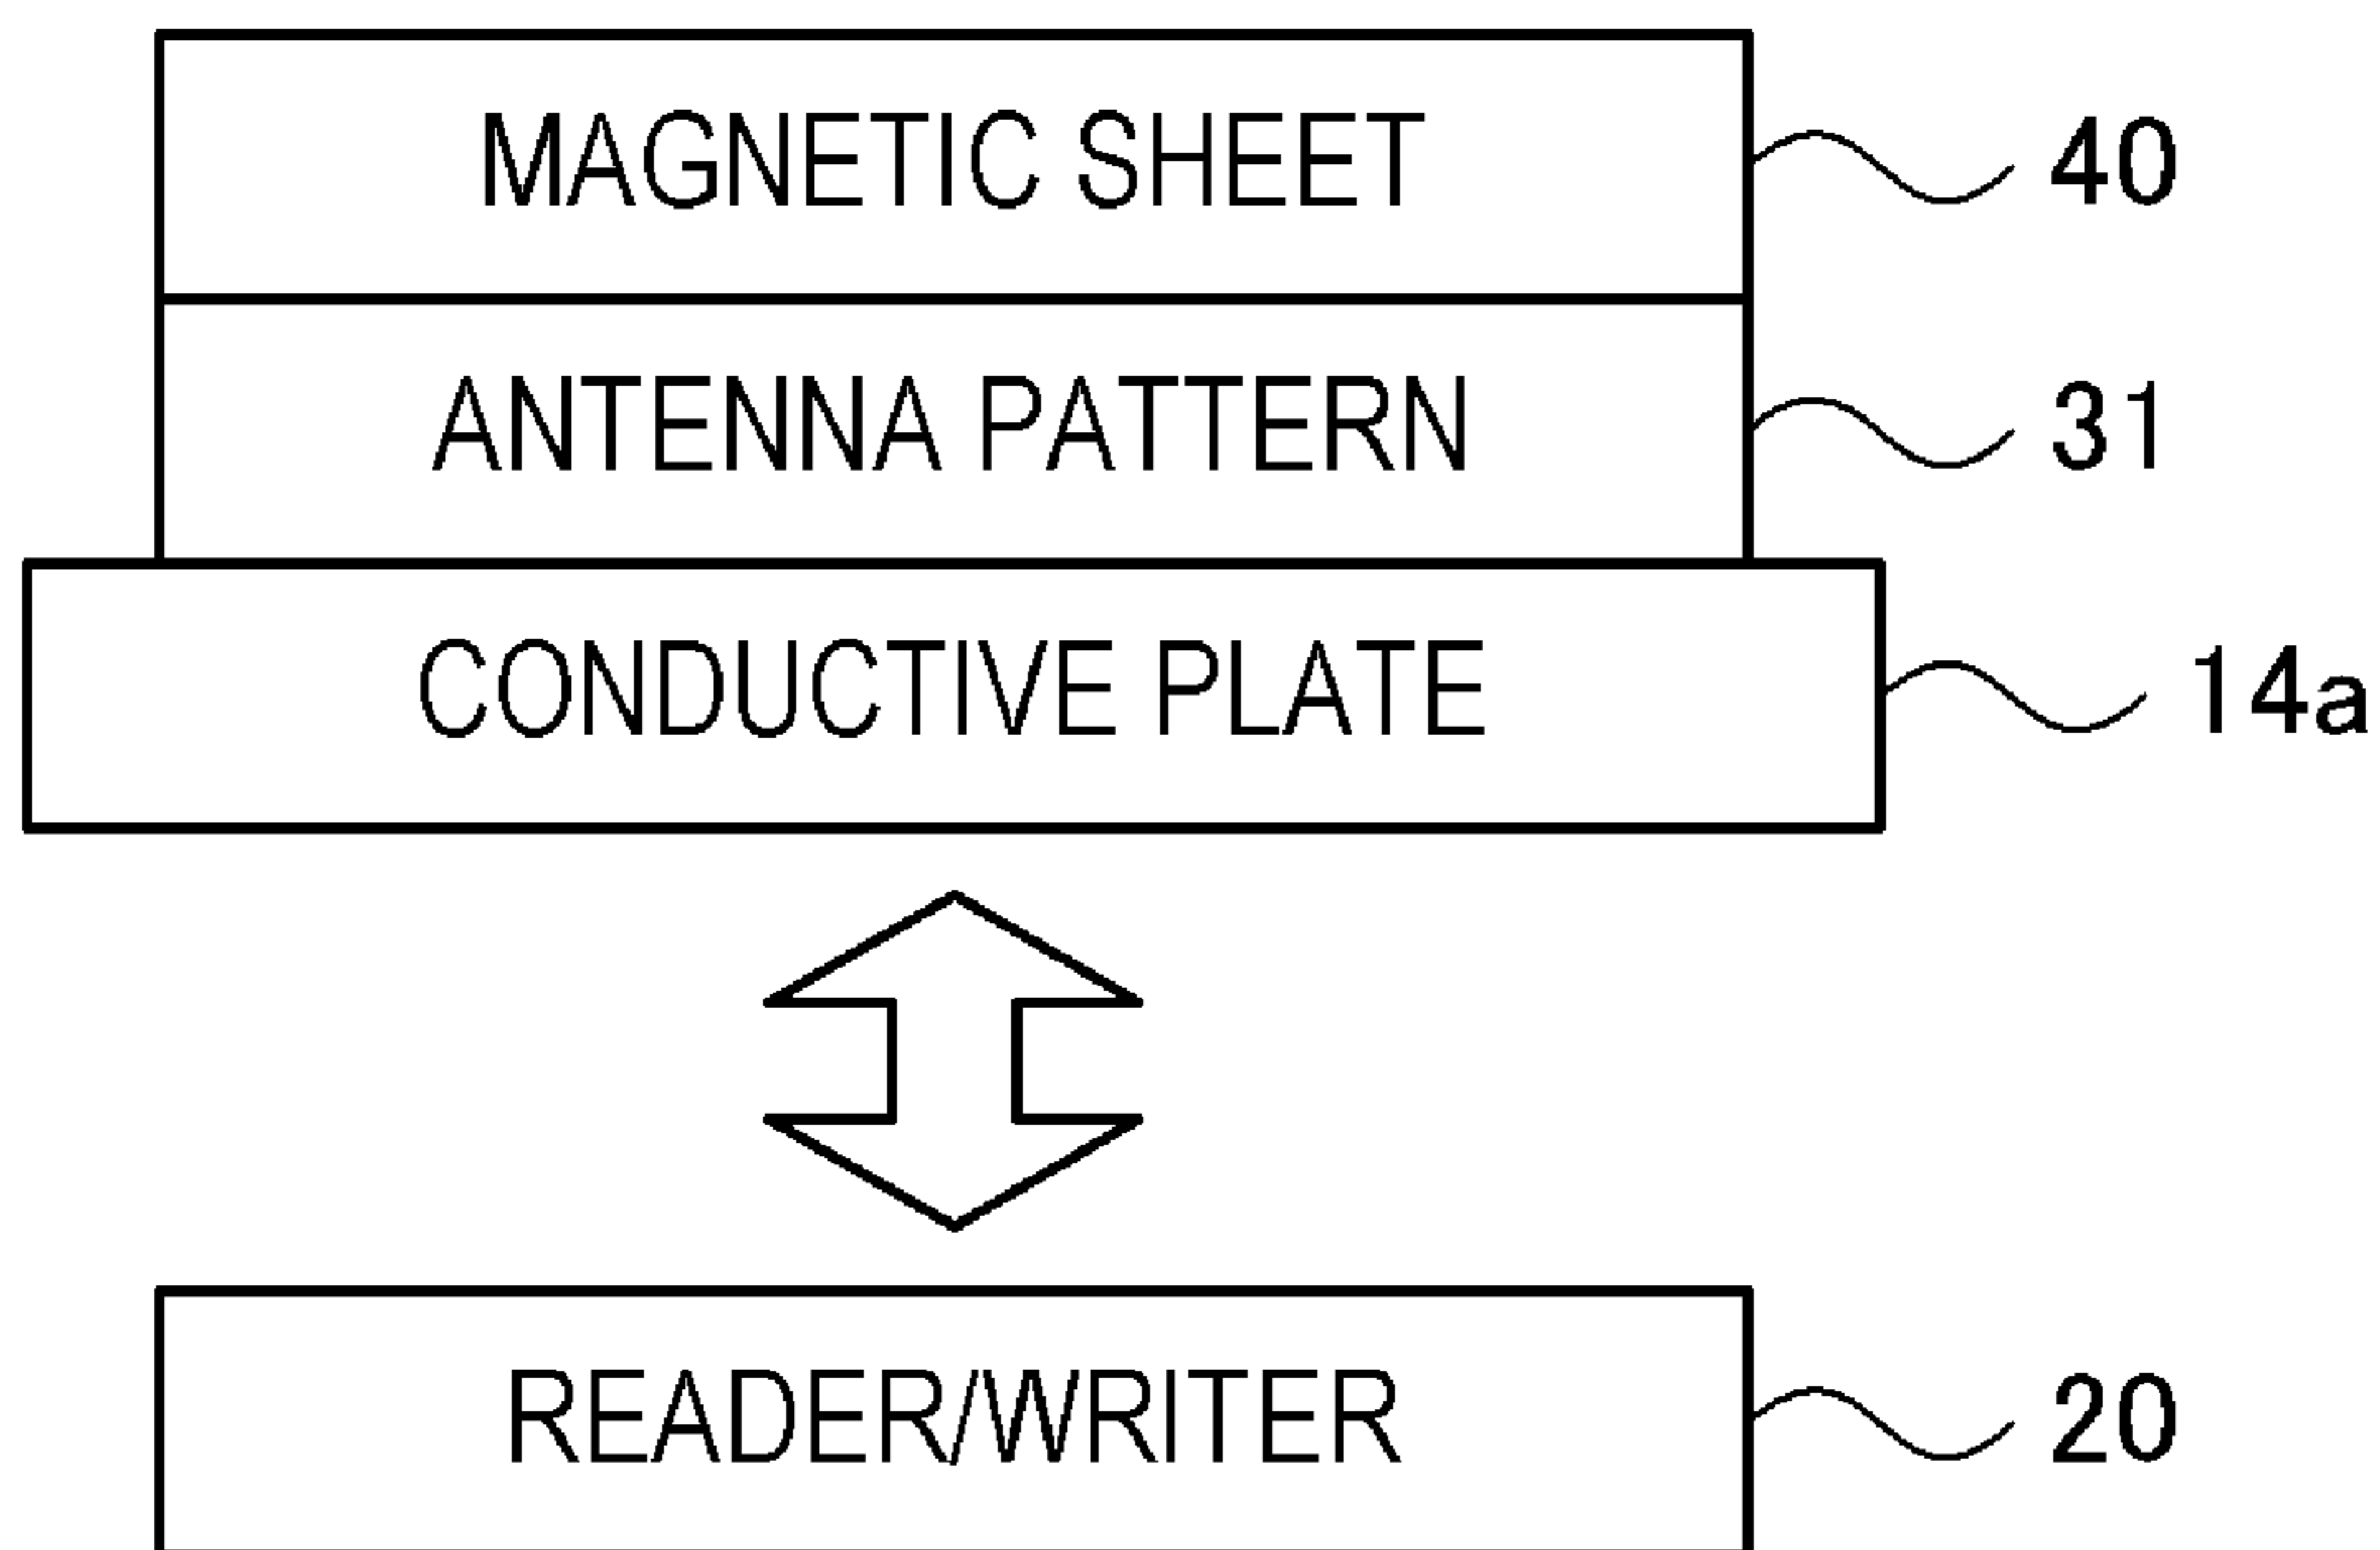 MAGNETIC SHEET 40
ANTENNA PATTERN 31
CONDUCTIVE PLATE 14a
READER/WRITER 20